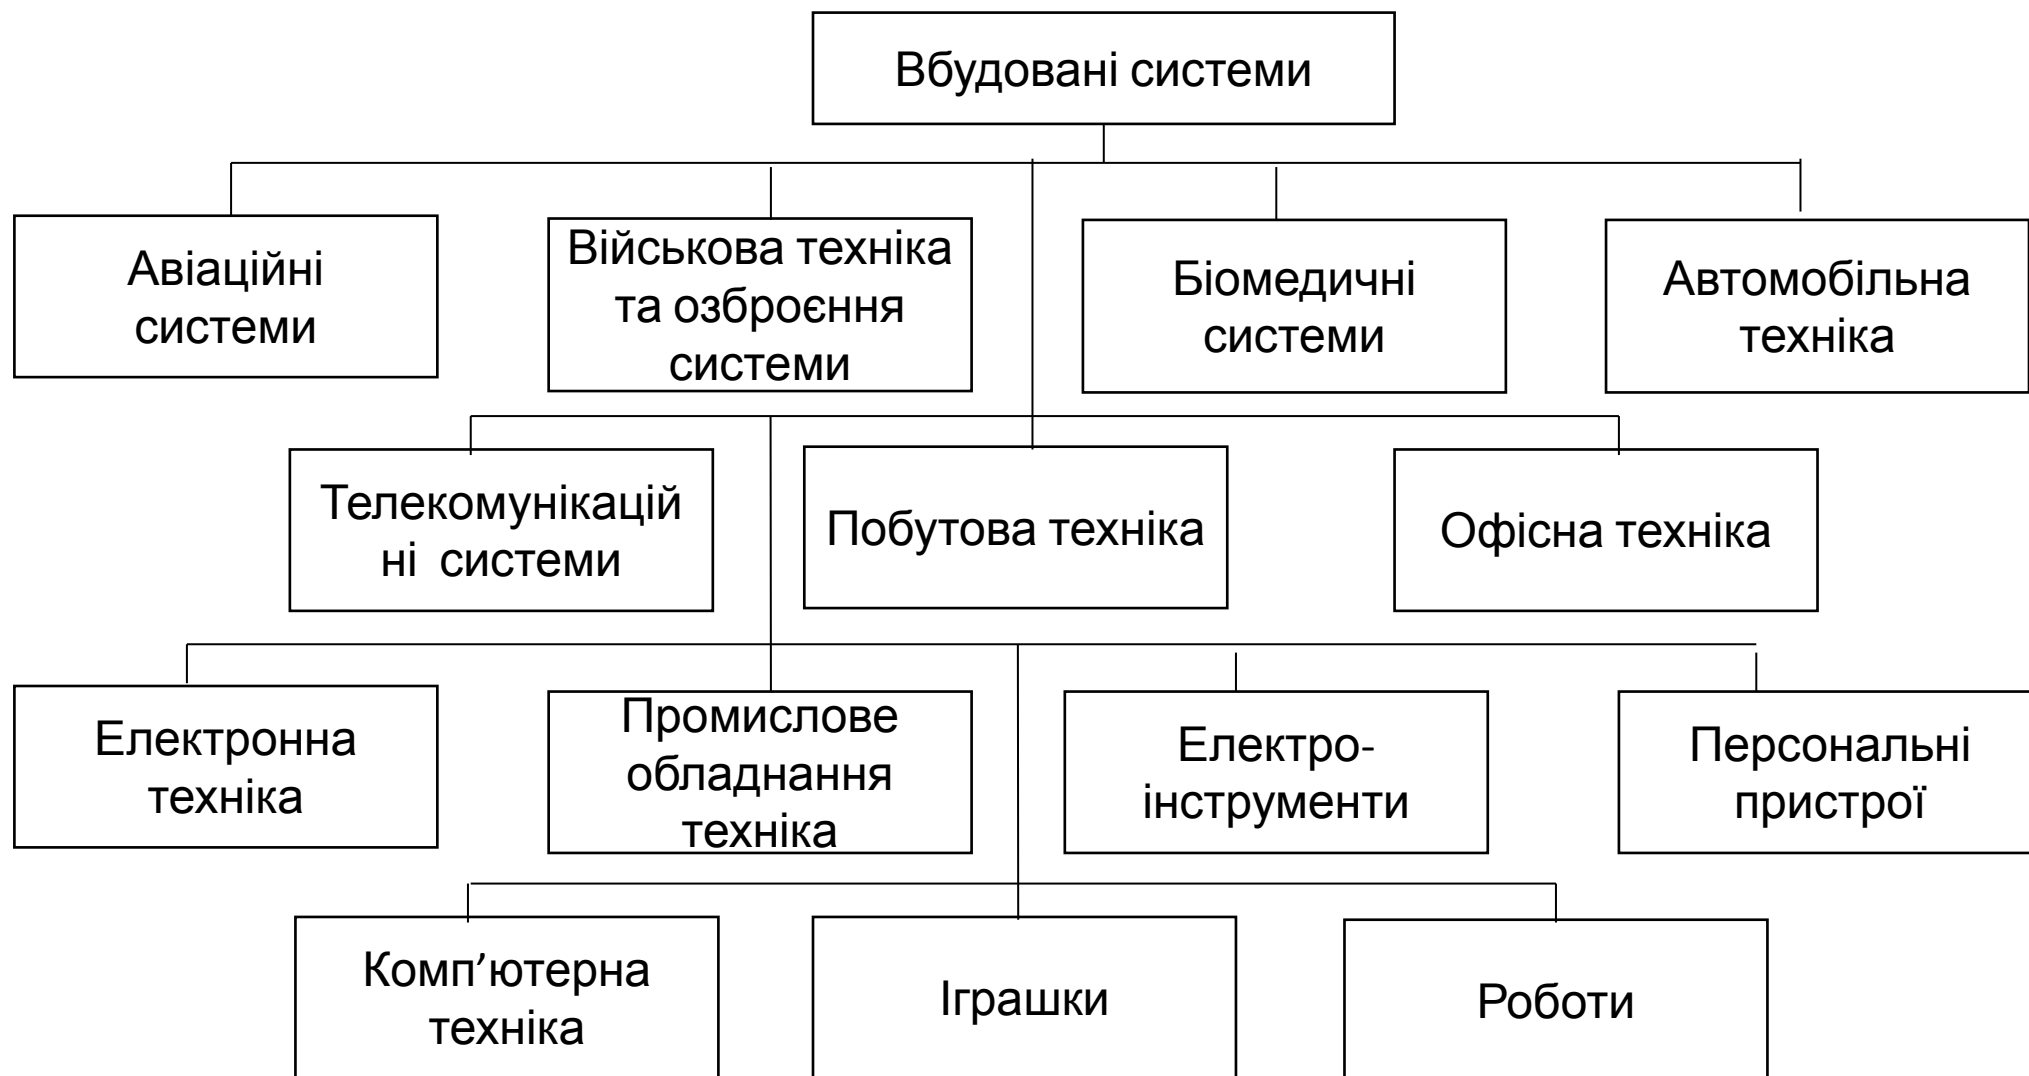 Вбудовані системи
Авіаційні
системи
Військова техніка
та озброєння
системи
Біомедичні
системи
Автомобільна
техніка
Телекомунікацій
ні системи
Побутова техніка
Офісна техніка
Електронна
техніка
Промислове
обладнання
техніка
Електро-
інструменти
Персональні
пристрої
Комп’ютерна
техніка
Іграшки
Роботи